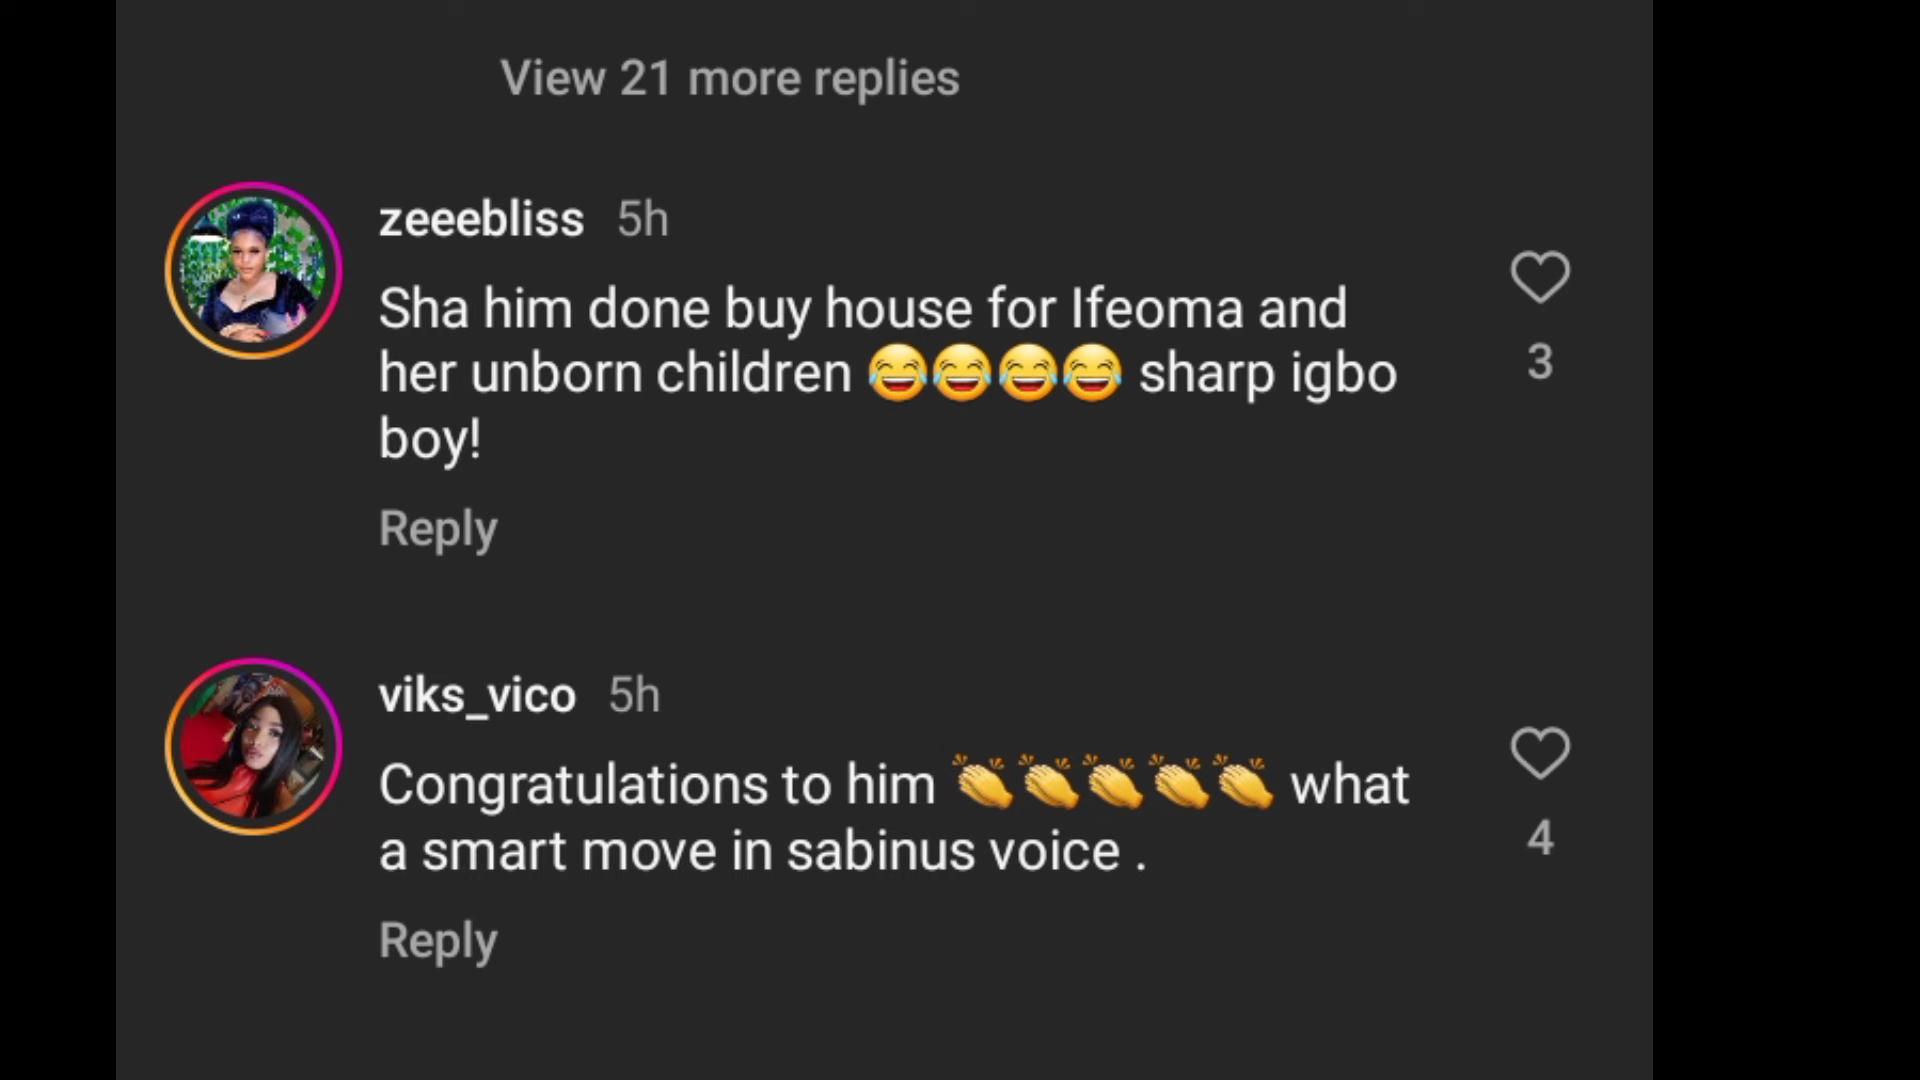 View 21 more replies
zeeebliss 5h
Sha him done buy house for Ifeoma and
her unborn children 😂😂😂😂 sharp igbo
boy!
3
Reply
viks_vico 5h
Congratulations to him 👏👏👏👏👏 what
a smart move in sabinus voice .
4
Reply